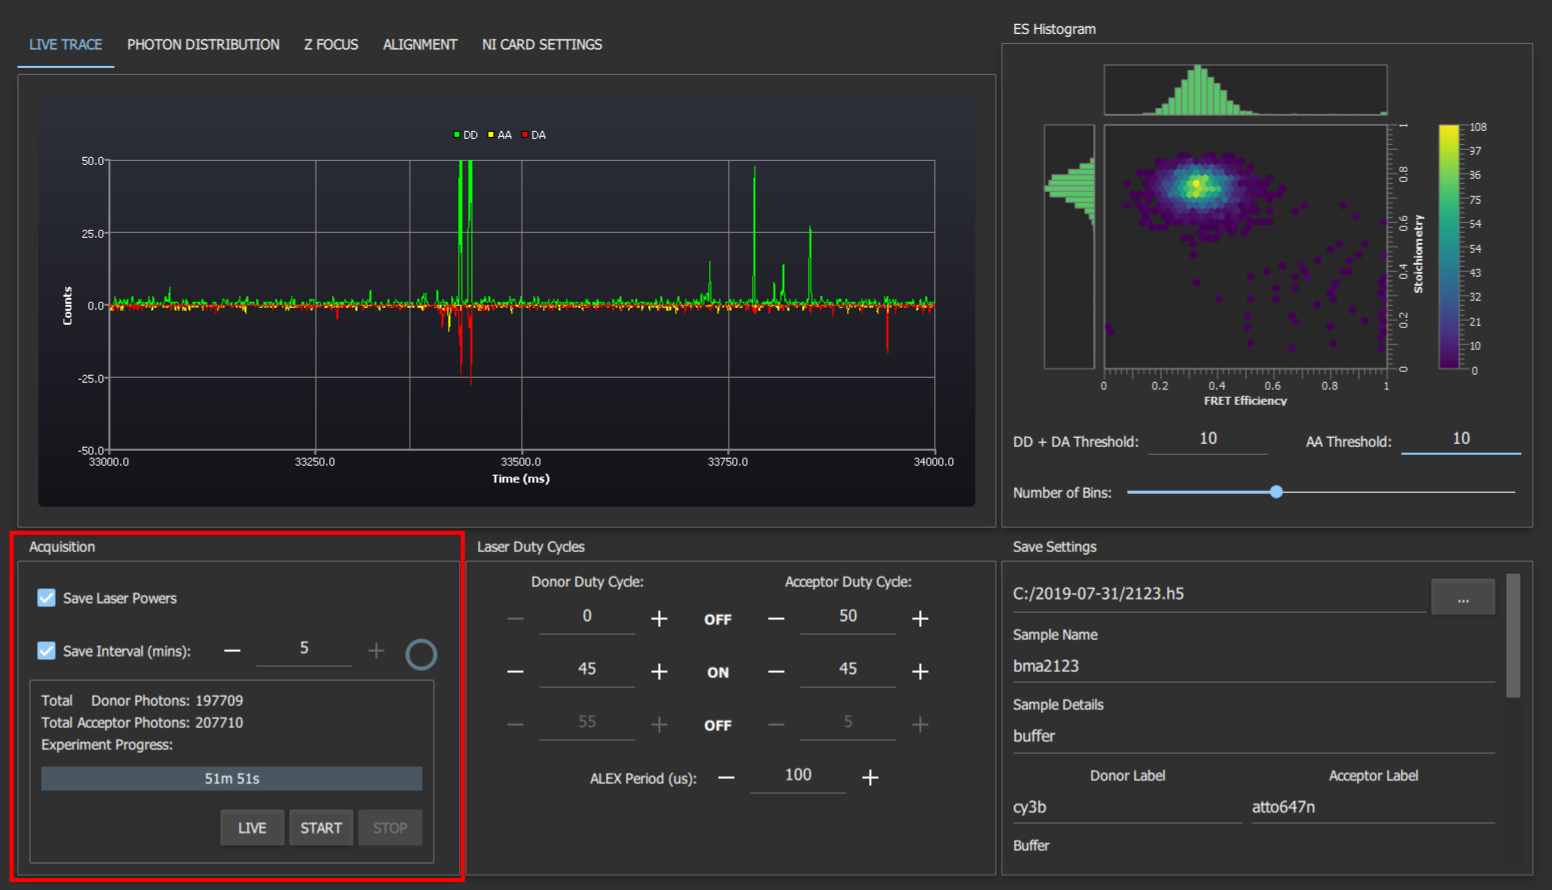 LIVE TRACE PHOTON DISTRIBUTION Z FOCUS ALIGNMENT NI CARD SETTINGS
DD AA DA
50.0
25.0
0.0
-25.0
-50.0
Counts
33000.0 33250.0 33500.0 33750.0 34000.0
Time (ms)
ES Histogram
1
0.8
0.6
0.4
0.2
0
Stoichiometry
108
97
36
75
54
54
43
32
21
10
0
0 0.2 0.4 0.6 0.8 1
FRET Efficiency
DD + DA Threshold: 10 AA Threshold: 10
Number of Bins:
Acquisition
Save Laser Powers
Save Interval (mins): — 5 +
Total Donor Photons: 197709
Total Acceptor Photons: 207710
Experiment Progress:
51m 51s
LIVE START STOP
Laser Duty Cycles
Donor Duty Cycle: Acceptor Duty Cycle:
— 0 + OFF — 50 +
— 45 + ON — 45 +
— 55 + OFF — 5 +
ALEX Period (us): — 100 +
Save Settings
C:/2019-07-31/2123.h5 ...
Sample Name
bma2123
Sample Details
buffer
Donor Label Acceptor Label
cy3b atto647n
Buffer